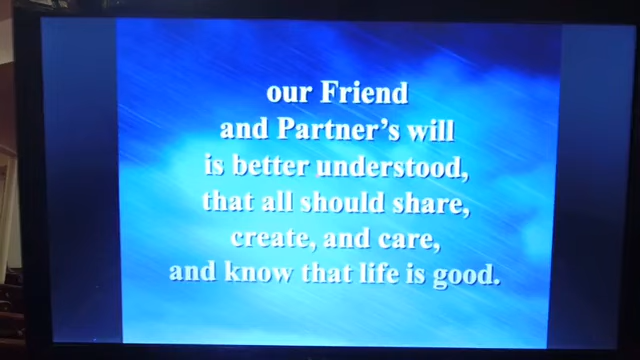 our Friend
and Partner's will
is better understood,
that all should share,
create, and care,
and know that life is good.